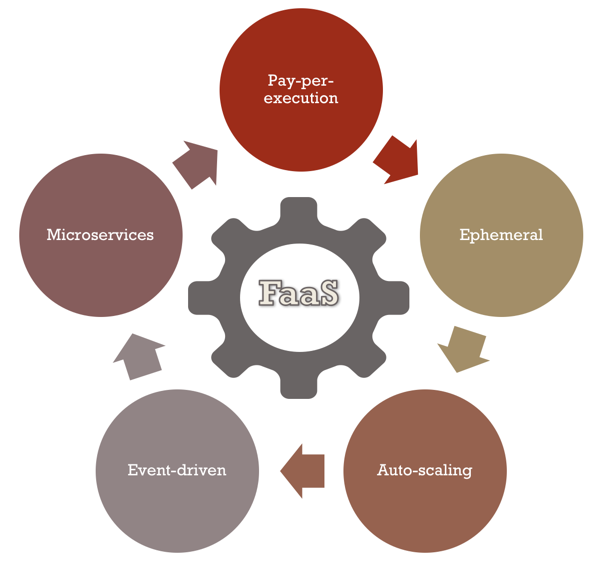 Pay-per-
execution
Microservices
Ephemeral
FaaS
Event-driven
Auto-scaling